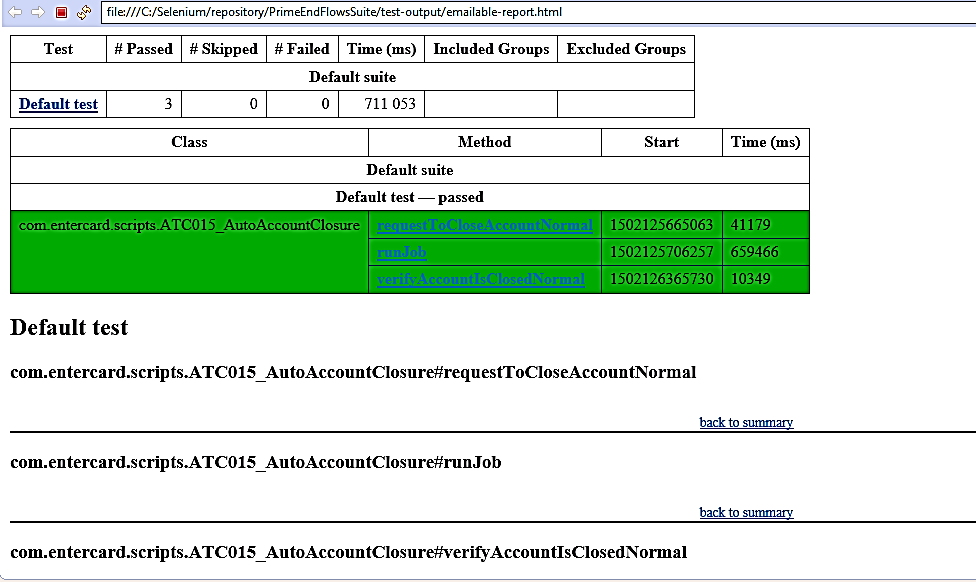 file:///C:/Selenium/repository/PrimeEndFlowsSuite/test-output/emailable-report.html
Test # Passed # Skipped # Failed Time (ms) Included Groups Excluded Groups
Default suite
Default test 3 0 0 711 053
Class Method Start Time (ms)
Default suite
Default test — passed
com.entercard.scripts.ATC015_AutoAccountClosure requestToCloseAccountNormal 1502125665063 41179
runJob 1502125706257 659466
verifyAccountIsClosedNormal 1502126365730 10349
Default test
com.entercard.scripts.ATC015_AutoAccountClosure#requestToCloseAccountNormal
back to summary
com.entercard.scripts.ATC015_AutoAccountClosure#runJob
back to summary
com.entercard.scripts.ATC015_AutoAccountClosure#verifyAccountIsClosedNormal